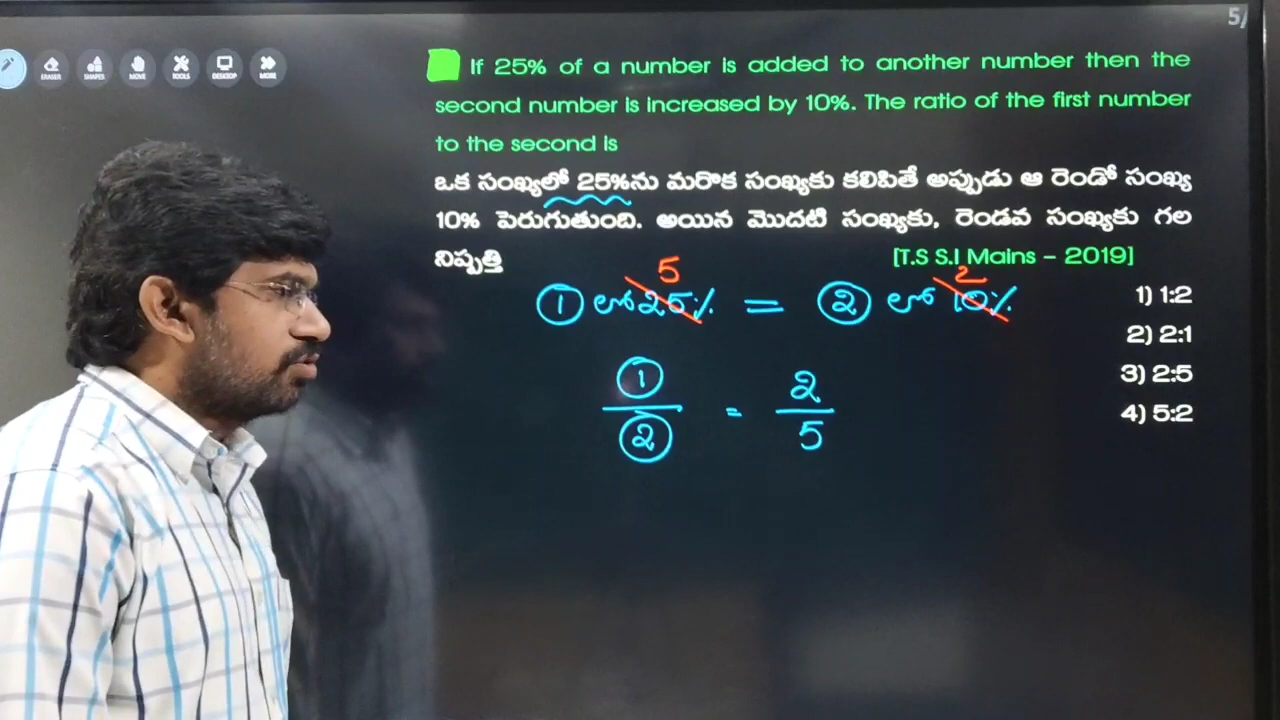 5/
ERASER SHAPES MOVE TOOLS DESKTOP MORE
If 25% of a number is added to another number then the
second number is increased by 10%. The ratio of the first number
to the second is
ఒక సంఖ్యలో 25%ను మరొక సంఖ్యకు కలిపితే అప్పుడు ఆ రెండో సంఖ్య
10% పెరుగుతుంది. అయిన మొదటి సంఖ్యకు, రెండవ సంఖ్యకు గల
నిష్పత్తి
[T.S S.I Mains – 2019]
5 2
① లో 25% = ② లో 10%
1) 1:2
2) 2:1
3) 2:5
4) 5:2
①/② = 2/5